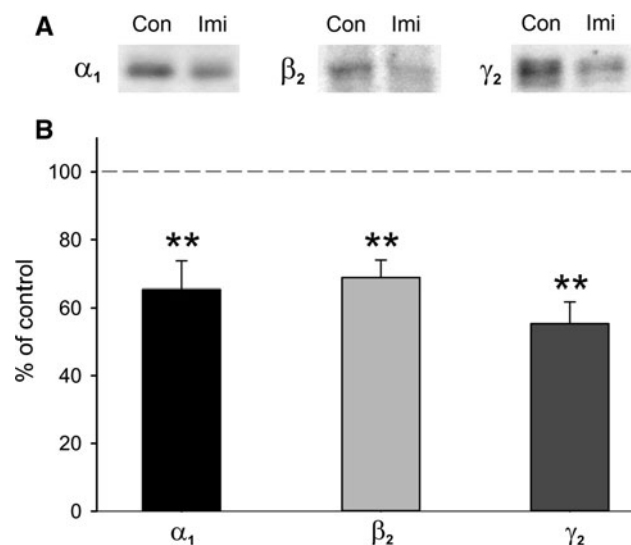 A Con Imi Con Imi Con Imi
α₁ β₂ γ₂
B
100
80
60
40
20
0
% of control
** ** **
α₁ β₂ γ₂